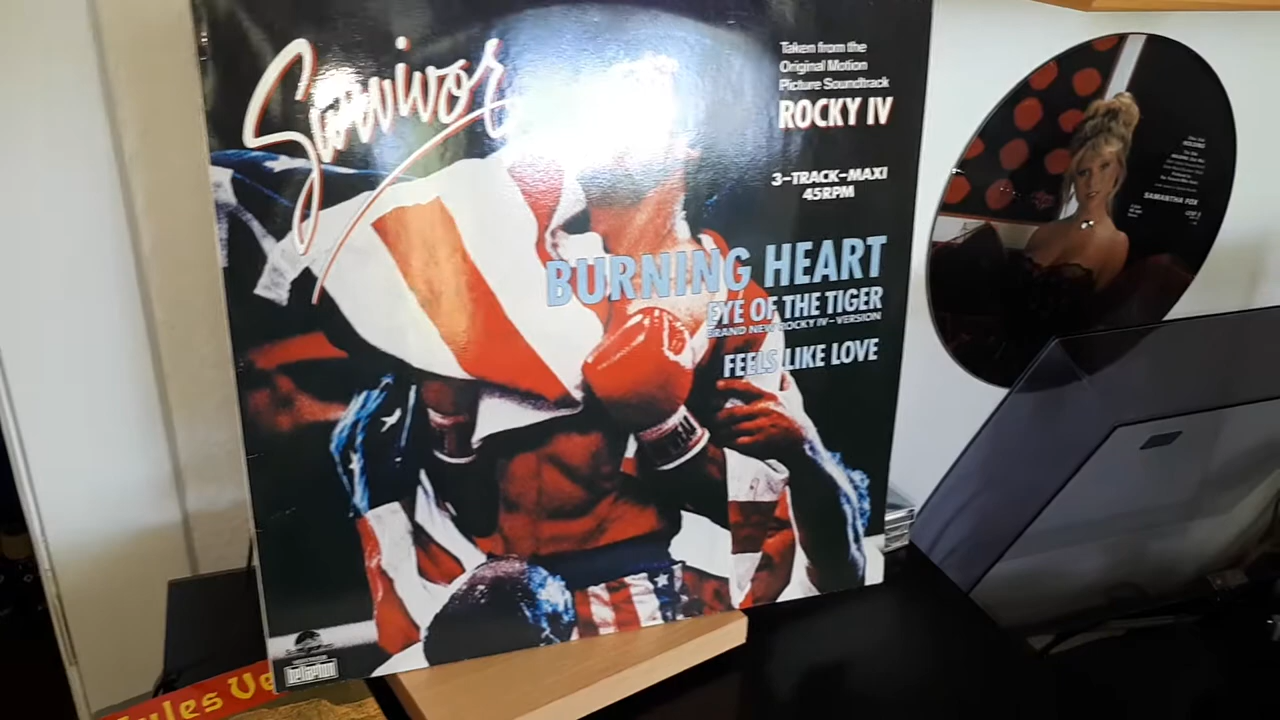 Survivor
Taken from the
Original Motion
Picture Soundtrack
ROCKY IV
3-TRACK-MAXI
45RPM
BURNING HEART
EYE OF THE TIGER
BRAND NEW ROCKY IV-VERSION
FEELS LIKE LOVE
SAMANTHA FOX